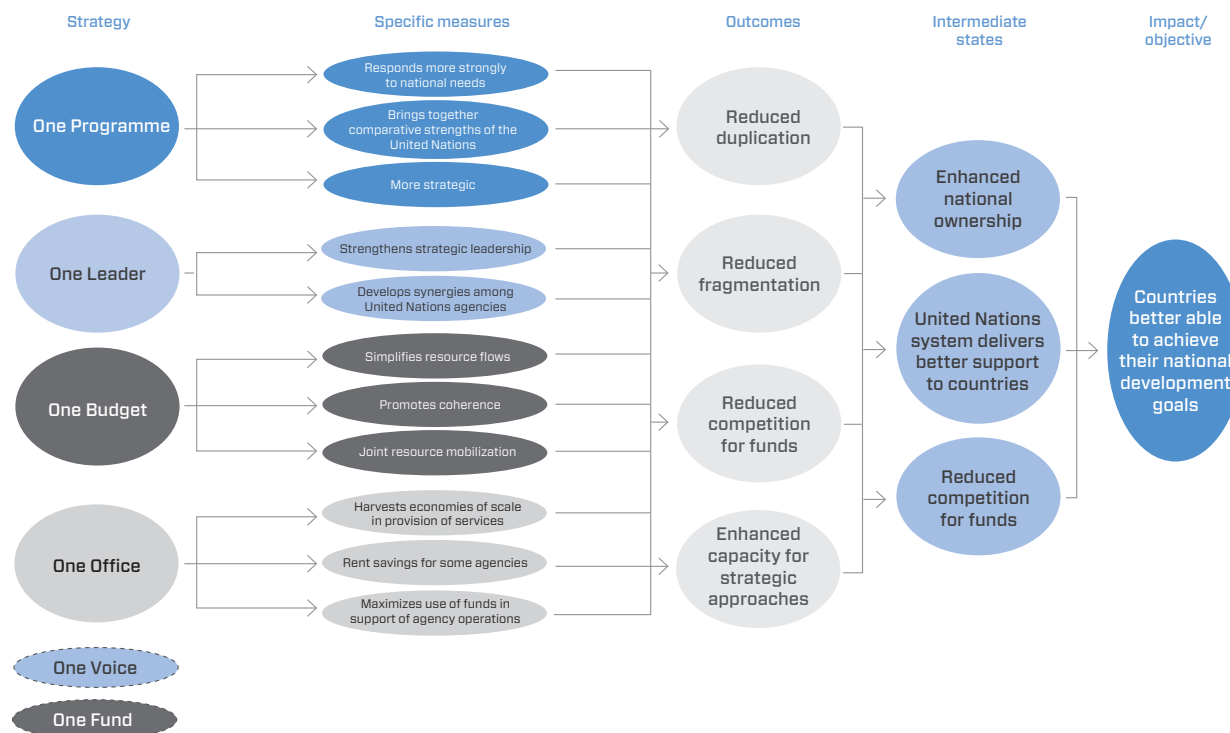 Strategy
Specific measures
Outcomes
Intermediate
states
Impact/
objective
One Programme
Responds more strongly
to national needs
Brings together
comparative strengths of the
United Nations
More strategic
One Leader
Strengthens strategic leadership
Develops synergies among
United Nations agencies
One Budget
Simplifies resource flows
Promotes coherence
Joint resource mobilization
One Office
Harvests economies of scale
in provision of services
Rent savings for some agencies
Maximizes use of funds in
support of agency operations
One Voice
One Fund
Reduced
duplication
Reduced
fragmentation
Reduced
competition
for funds
Enhanced
capacity for
strategic
approaches
Enhanced
national
ownership
United Nations
system delivers
better support
to countries
Reduced
competition
for funds
Countries
better able
to achieve
their national
development
goals